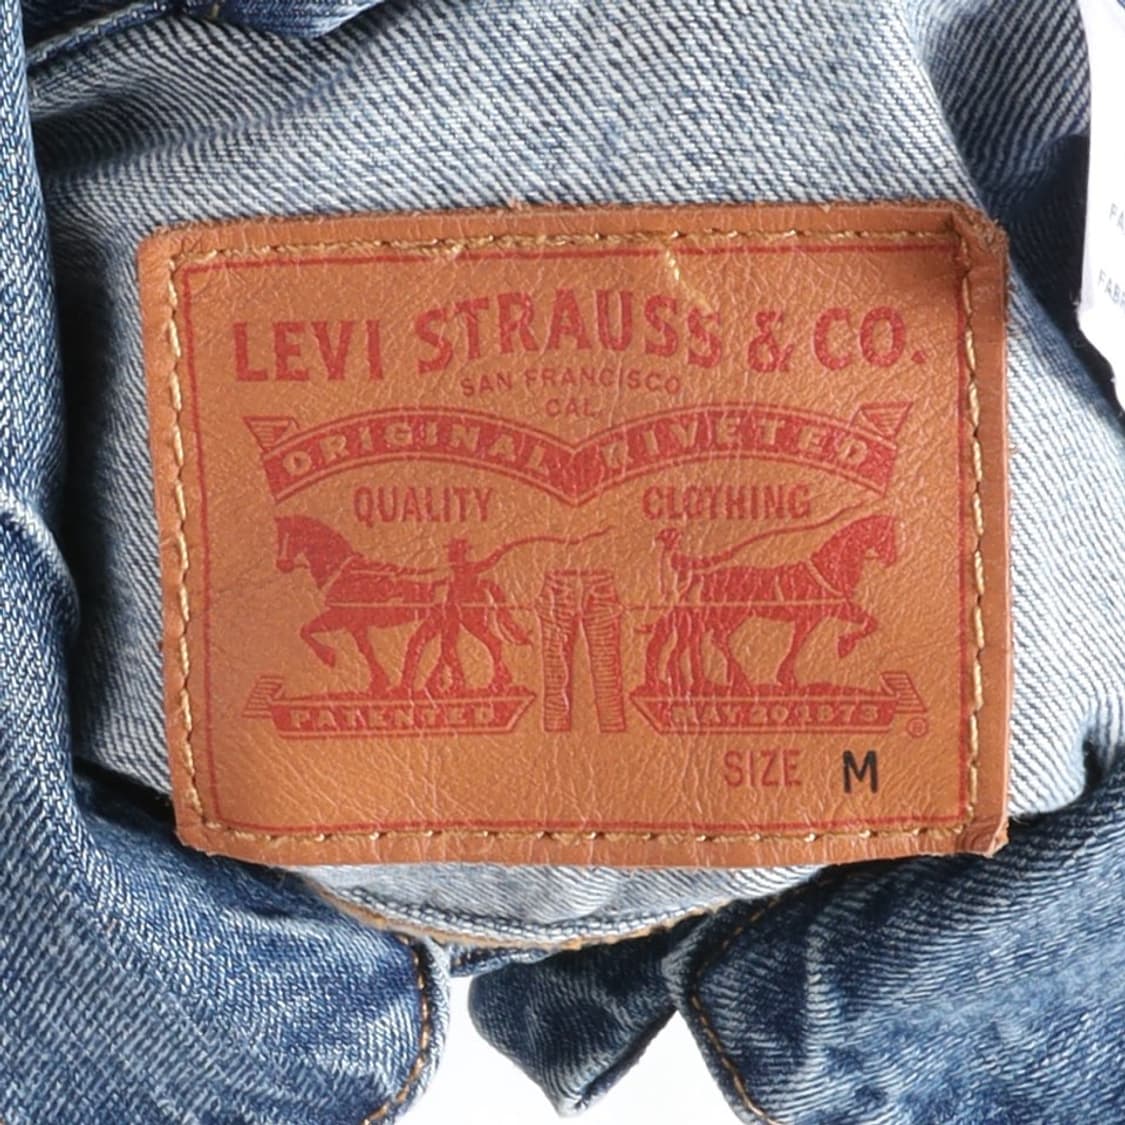 LEVI STRAUSS & CO.
SAN FRANCISCO
CAL
ORIGINAL RIVETED
QUALITY CLOTHING
PATENTED MAY 20 1873
®
SIZE M